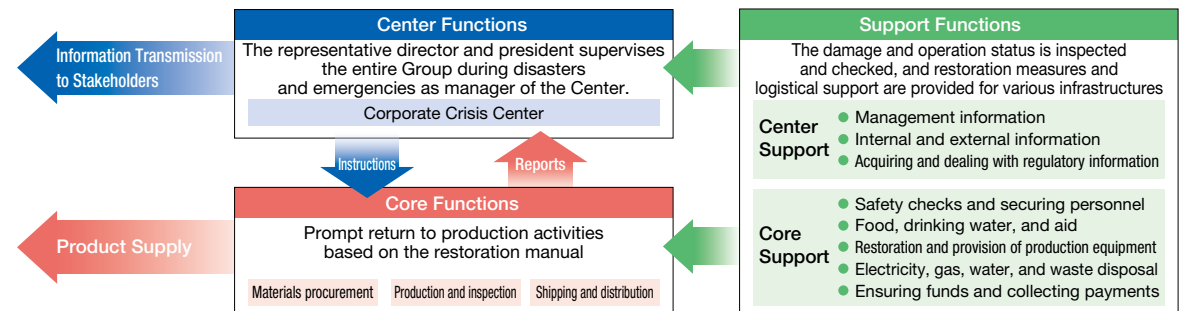 Information Transmission
to Stakeholders
Center Functions
The representative director and president supervises
the entire Group during disasters
and emergencies as manager of the Center.
Corporate Crisis Center
Instructions
Reports
Product Supply
Core Functions
Prompt return to production activities
based on the restoration manual
Materials procurement
Production and inspection
Shipping and distribution
Support Functions
The damage and operation status is inspected
and checked, and restoration measures and
logistical support are provided for various infrastructures
Center
Support
● Management information
● Internal and external information
● Acquiring and dealing with regulatory information
Core
Support
● Safety checks and securing personnel
● Food, drinking water, and aid
● Restoration and provision of production equipment
● Electricity, gas, water, and waste disposal
● Ensuring funds and collecting payments